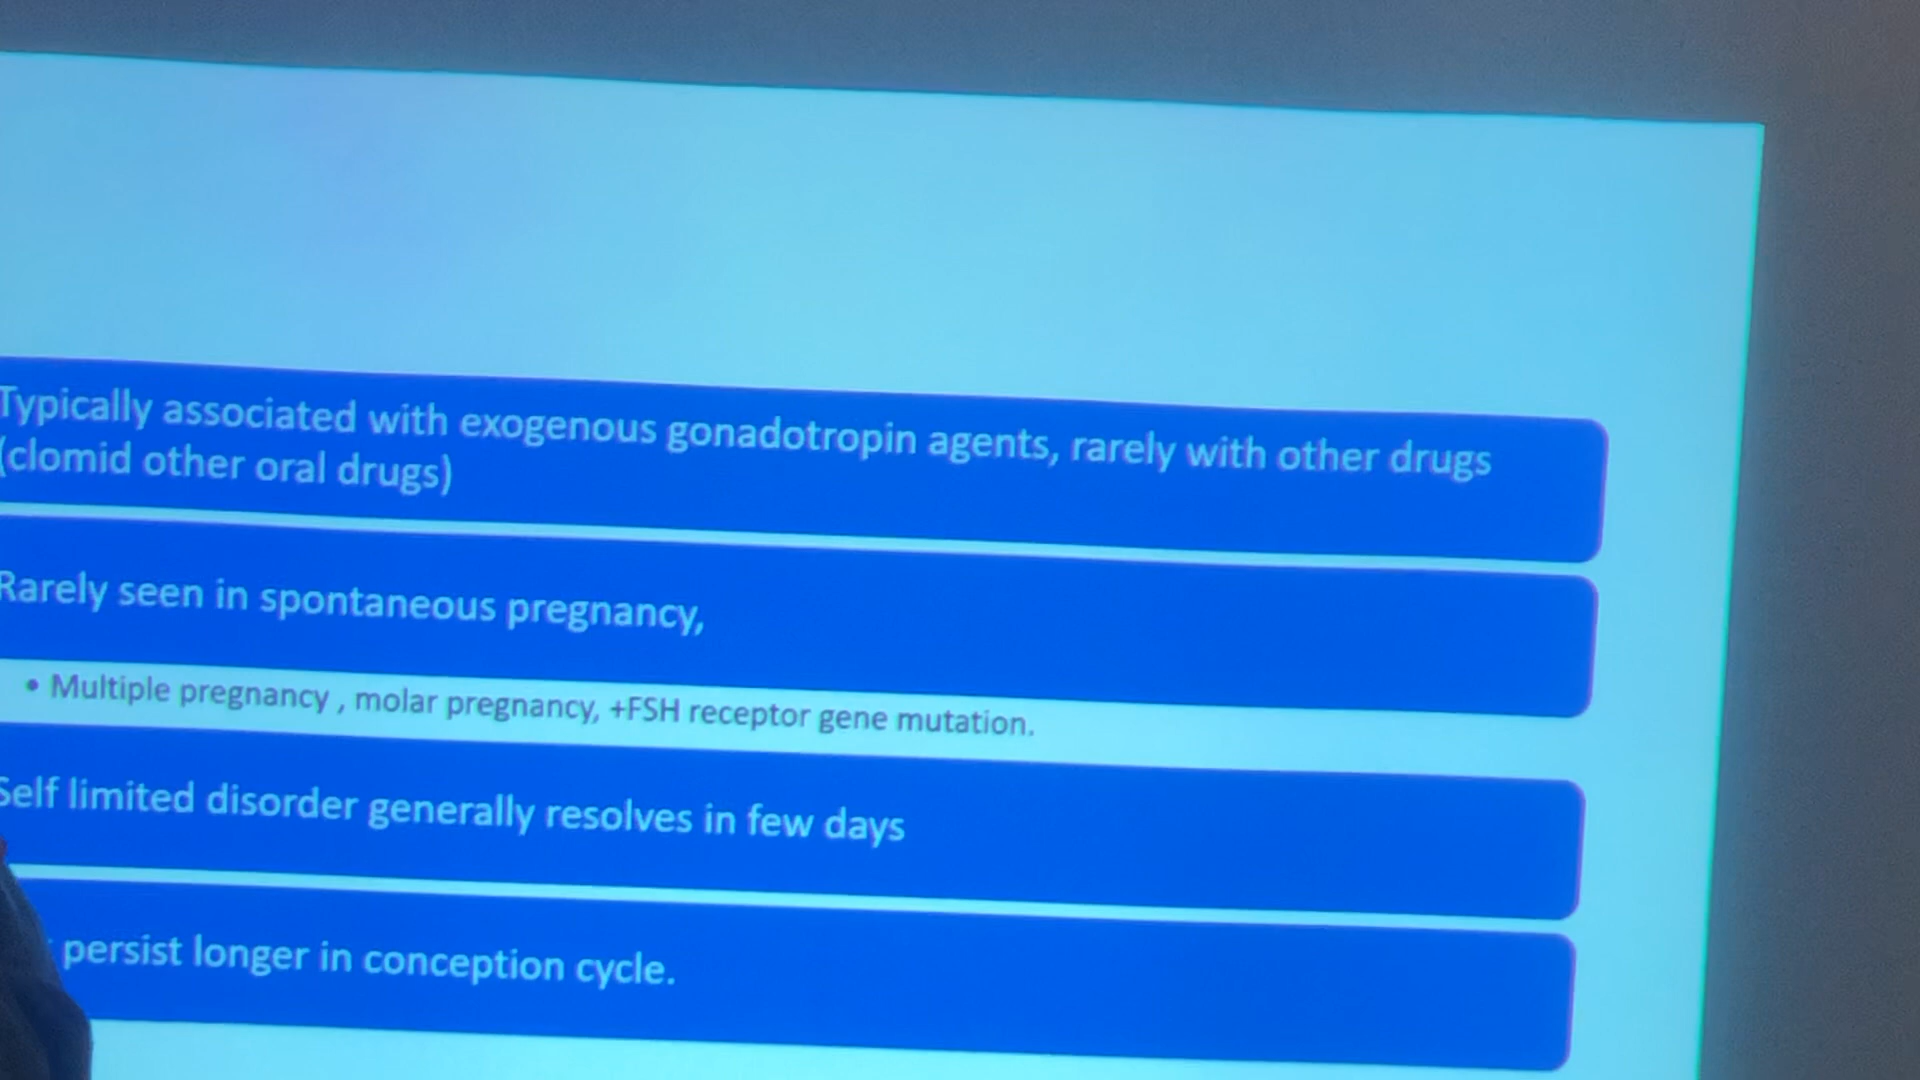 Typically associated with exogenous gonadotropin agents, rarely with other drugs
(clomid other oral drugs)
Rarely seen in spontaneous pregnancy,
• Multiple pregnancy , molar pregnancy, +FSH receptor gene mutation.
Self limited disorder generally resolves in few days
persist longer in conception cycle.